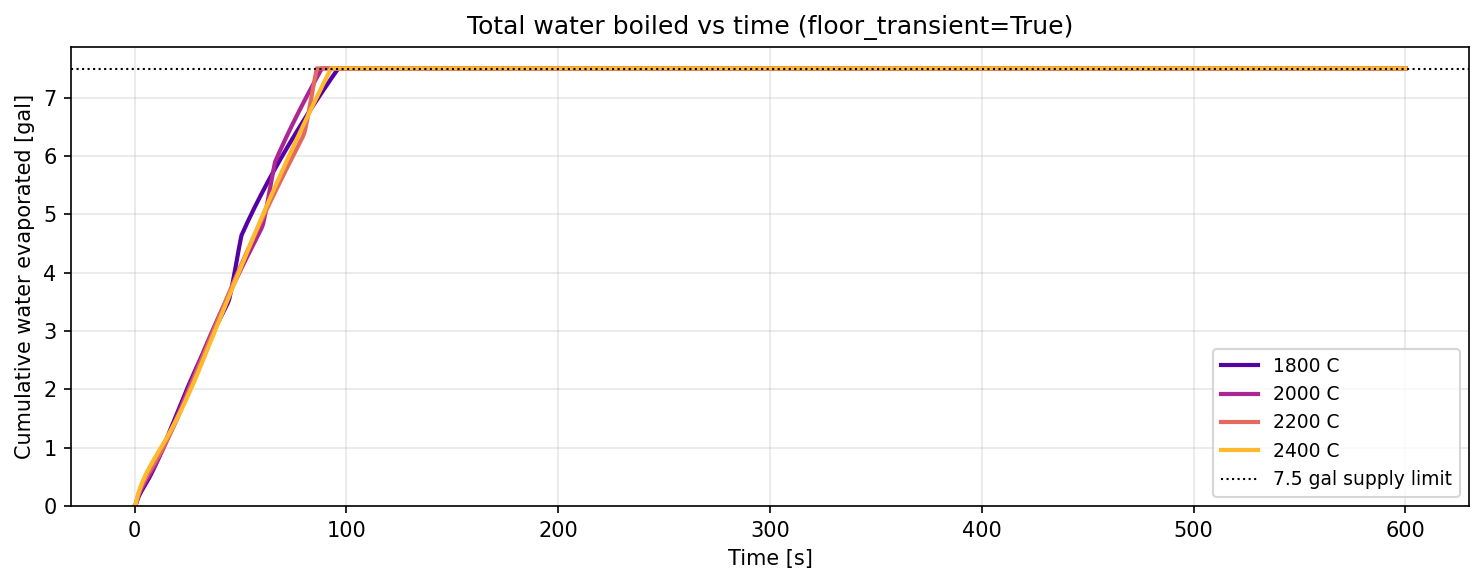 Total water boiled vs time (floor_transient=True)
Cumulative water evaporated [gal]
7
6
5
4
3
2
1
0
0 100 200 300 400 500 600
Time [s]
1800 C
2000 C
2200 C
2400 C
7.5 gal supply limit